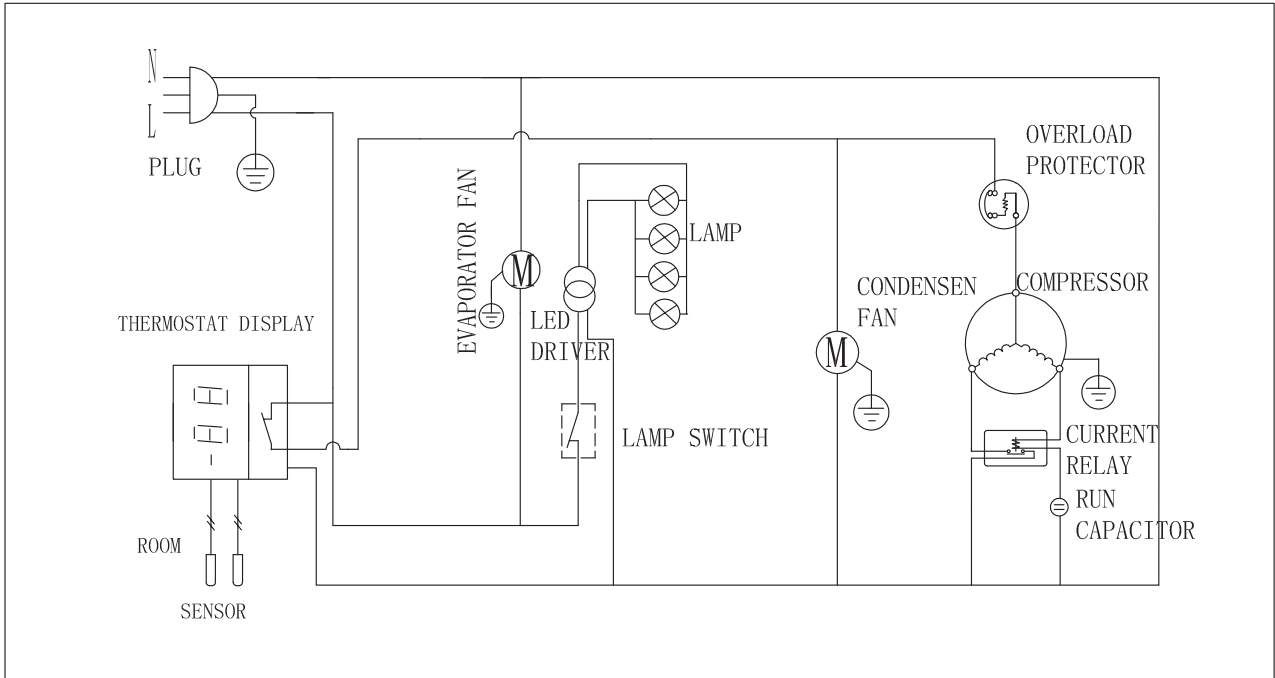 N
L
PLUG
OVERLOAD
PROTECTOR
EVAPORATOR FAN
M
LAMP
LED
DRIVER
CONDENSEN
FAN
COMPRESSOR
M
THERMOSTAT DISPLAY
LAMP SWITCH
CURRENT
RELAY
RUN
CAPACITOR
ROOM
SENSOR